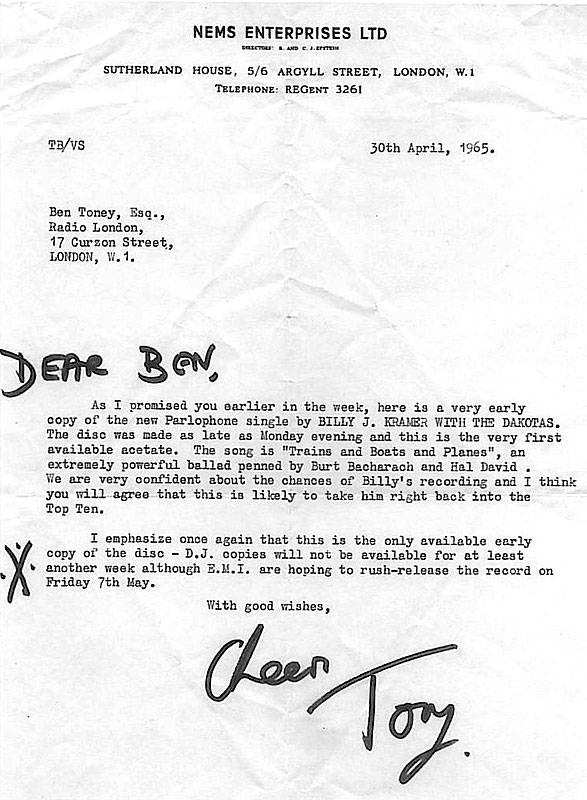 NEMS ENTERPRISES LTD
DIRECTORS: B. AND C. J. EPSTEIN
SUTHERLAND HOUSE, 5/6 ARGYLL STREET, LONDON, W.1
TELEPHONE: REGENT 3261
TB/VS
30th April, 1965.
Ben Toney, Esq.,
Radio London,
17 Curzon Street,
LONDON, W.1.
DEAR BEN,
As I promised you earlier in the week, here is a very early
copy of the new Parlophone single by BILLY J. KRAMER WITH THE DAKOTAS.
The disc was made as late as Monday evening and this is the very first
available acetate. The song is "Trains and Boats and Planes", an
extremely powerful ballad penned by Burt Bacharach and Hal David .
We are very confident about the chances of Billy's recording and I think
you will agree that this is likely to take him right back into the
Top Ten.
I emphasize once again that this is the only available early
copy of the disc - D.J. copies will not be available for at least
another week although E.M.I. are hoping to rush-release the record on
Friday 7th May.
With good wishes,
Cheers
Tony.